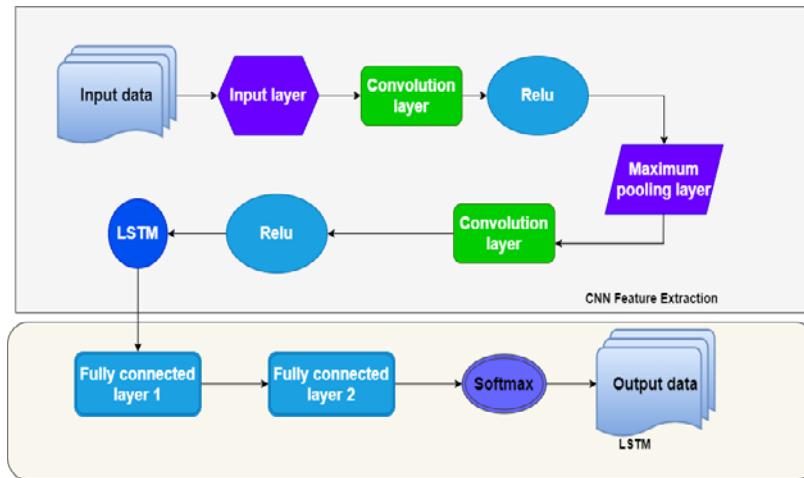 Input data
Input layer
Convolution
layer
Relu
Maximum
pooling layer
Convolution
layer
Relu
LSTM
CNN Feature Extraction
Fully connected
layer 1
Fully connected
layer 2
Softmax
Output data
LSTM